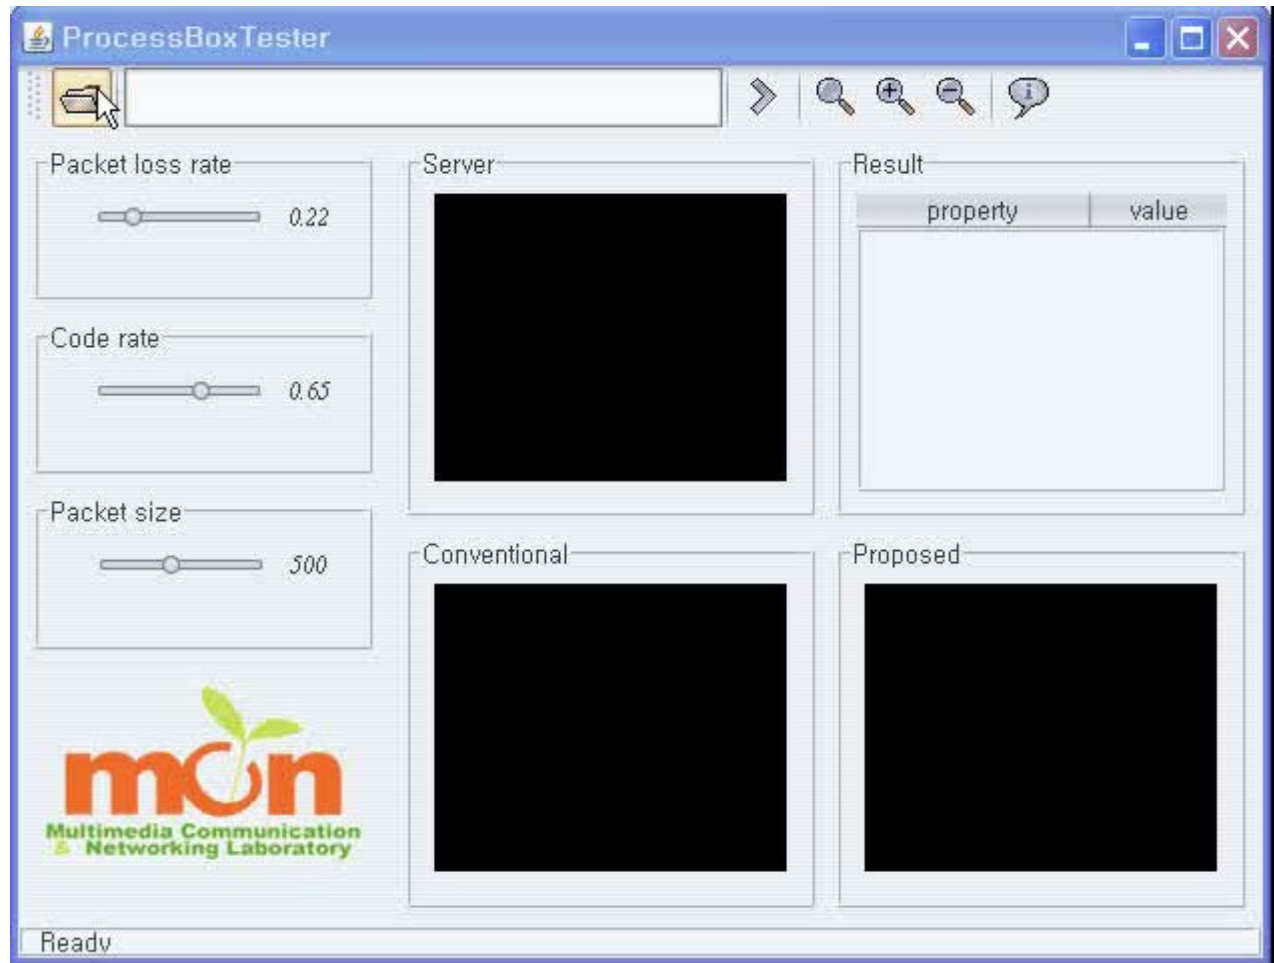 ProcessBoxTester
Packet loss rate
0.22
Code rate
0.65
Packet size
500
mcn
Multimedia Communication
& Networking Laboratory
Server
Result
property value
Conventional
Proposed
Ready